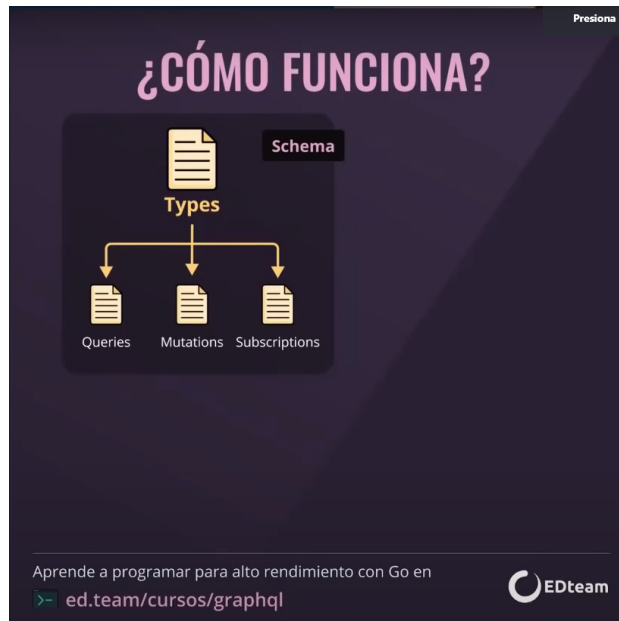 Presiona
¿CÓMO FUNCIONA?
Schema
Types
Queries Mutations Subscriptions
Aprende a programar para alto rendimiento con Go en
>- ed.team/cursos/graphql
EDteam